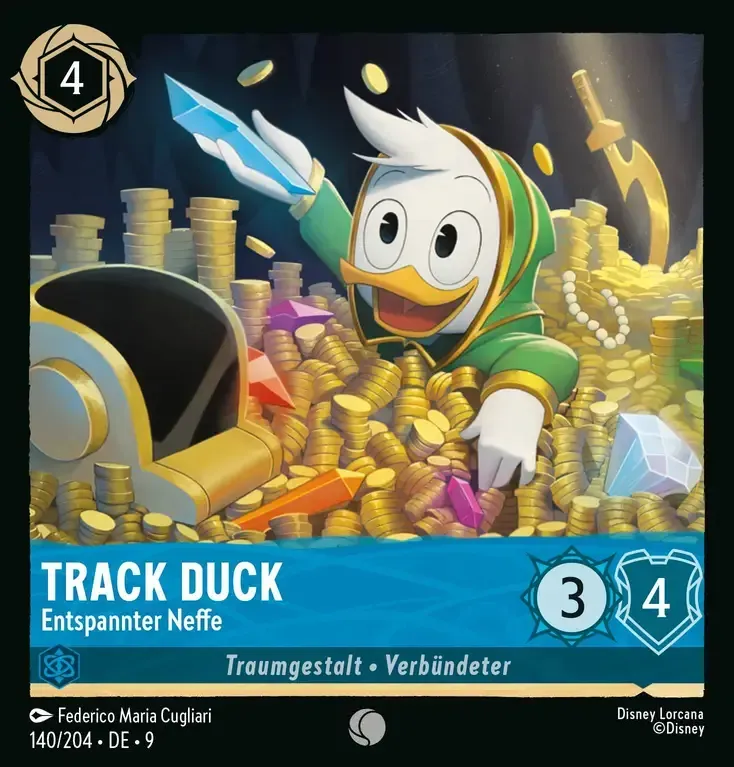 4
TRACK DUCK
Entspannter Neffe
3
4
Traumgestalt • Verbündeter
Federico Maria Cugliari
140/204 • DE • 9
Disney Lorcana
©Disney